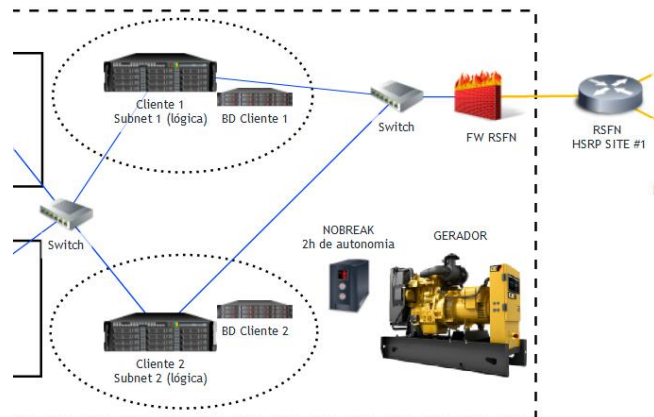 Cliente 1
Subnet 1 (lógica)
BD Cliente 1
Switch
FW RSFN
RSFN
HSRP SITE #1
Switch
NOBREAK
2h de autonomia
GERADOR
BD Cliente 2
Cliente 2
Subnet 2 (lógica)